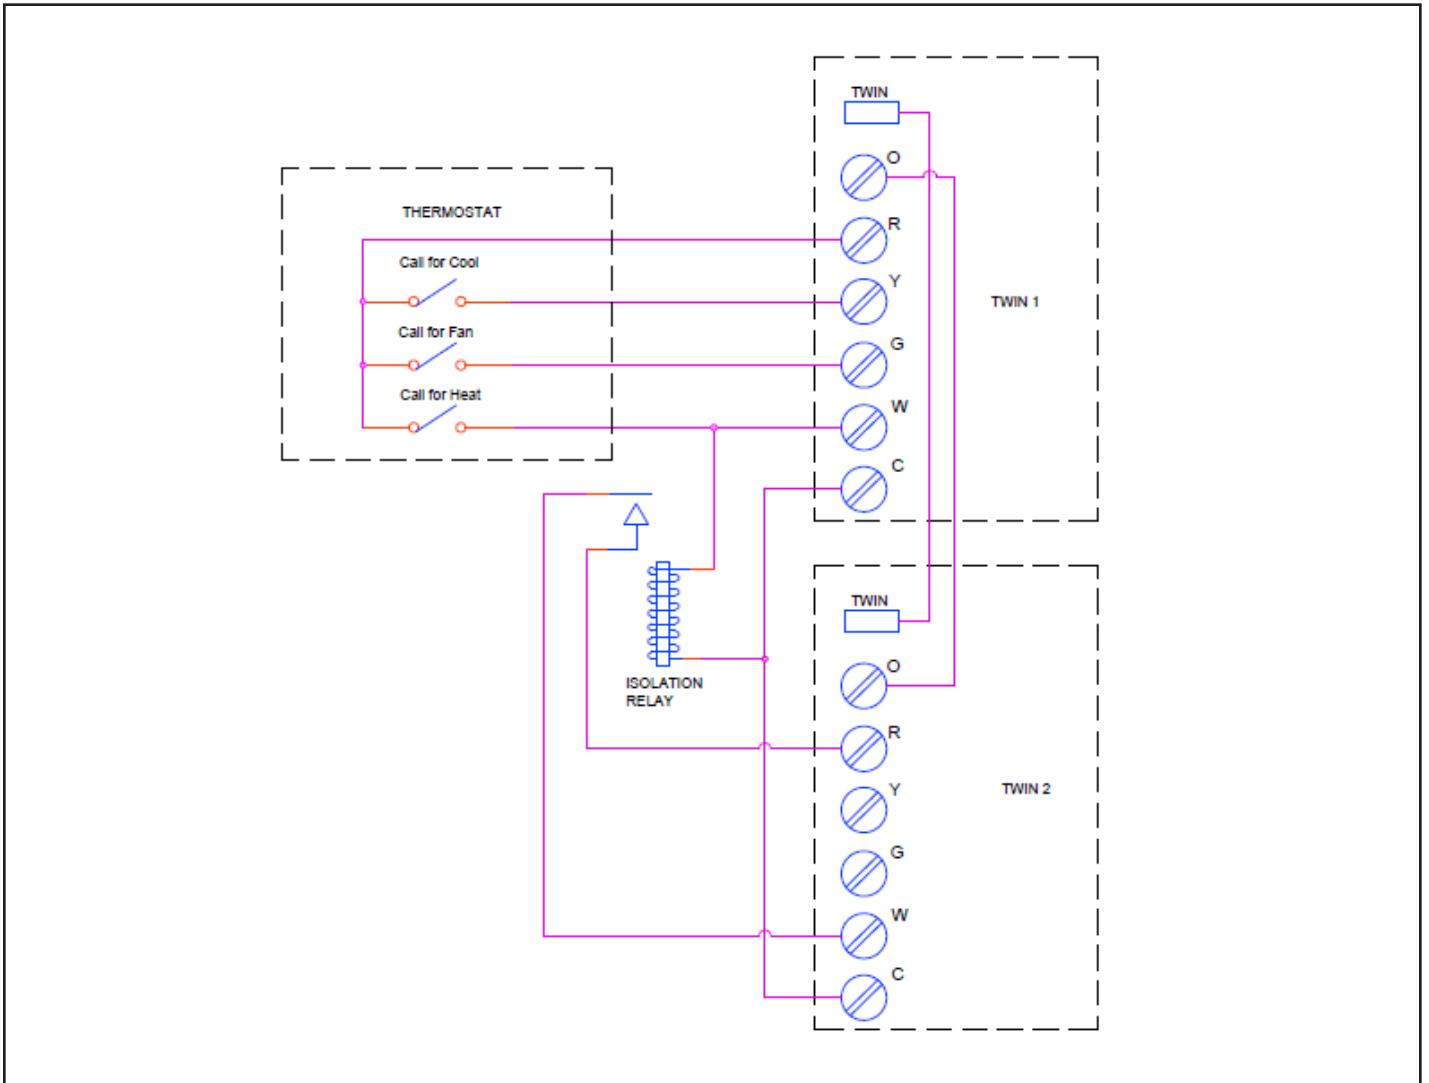 TWIN
O
THERMOSTAT
R
Call for Cool
Y
TWIN 1
Call for Fan
G
Call for Heat
W
C
TWIN
O
ISOLATION
RELAY
R
Y
TWIN 2
G
W
C